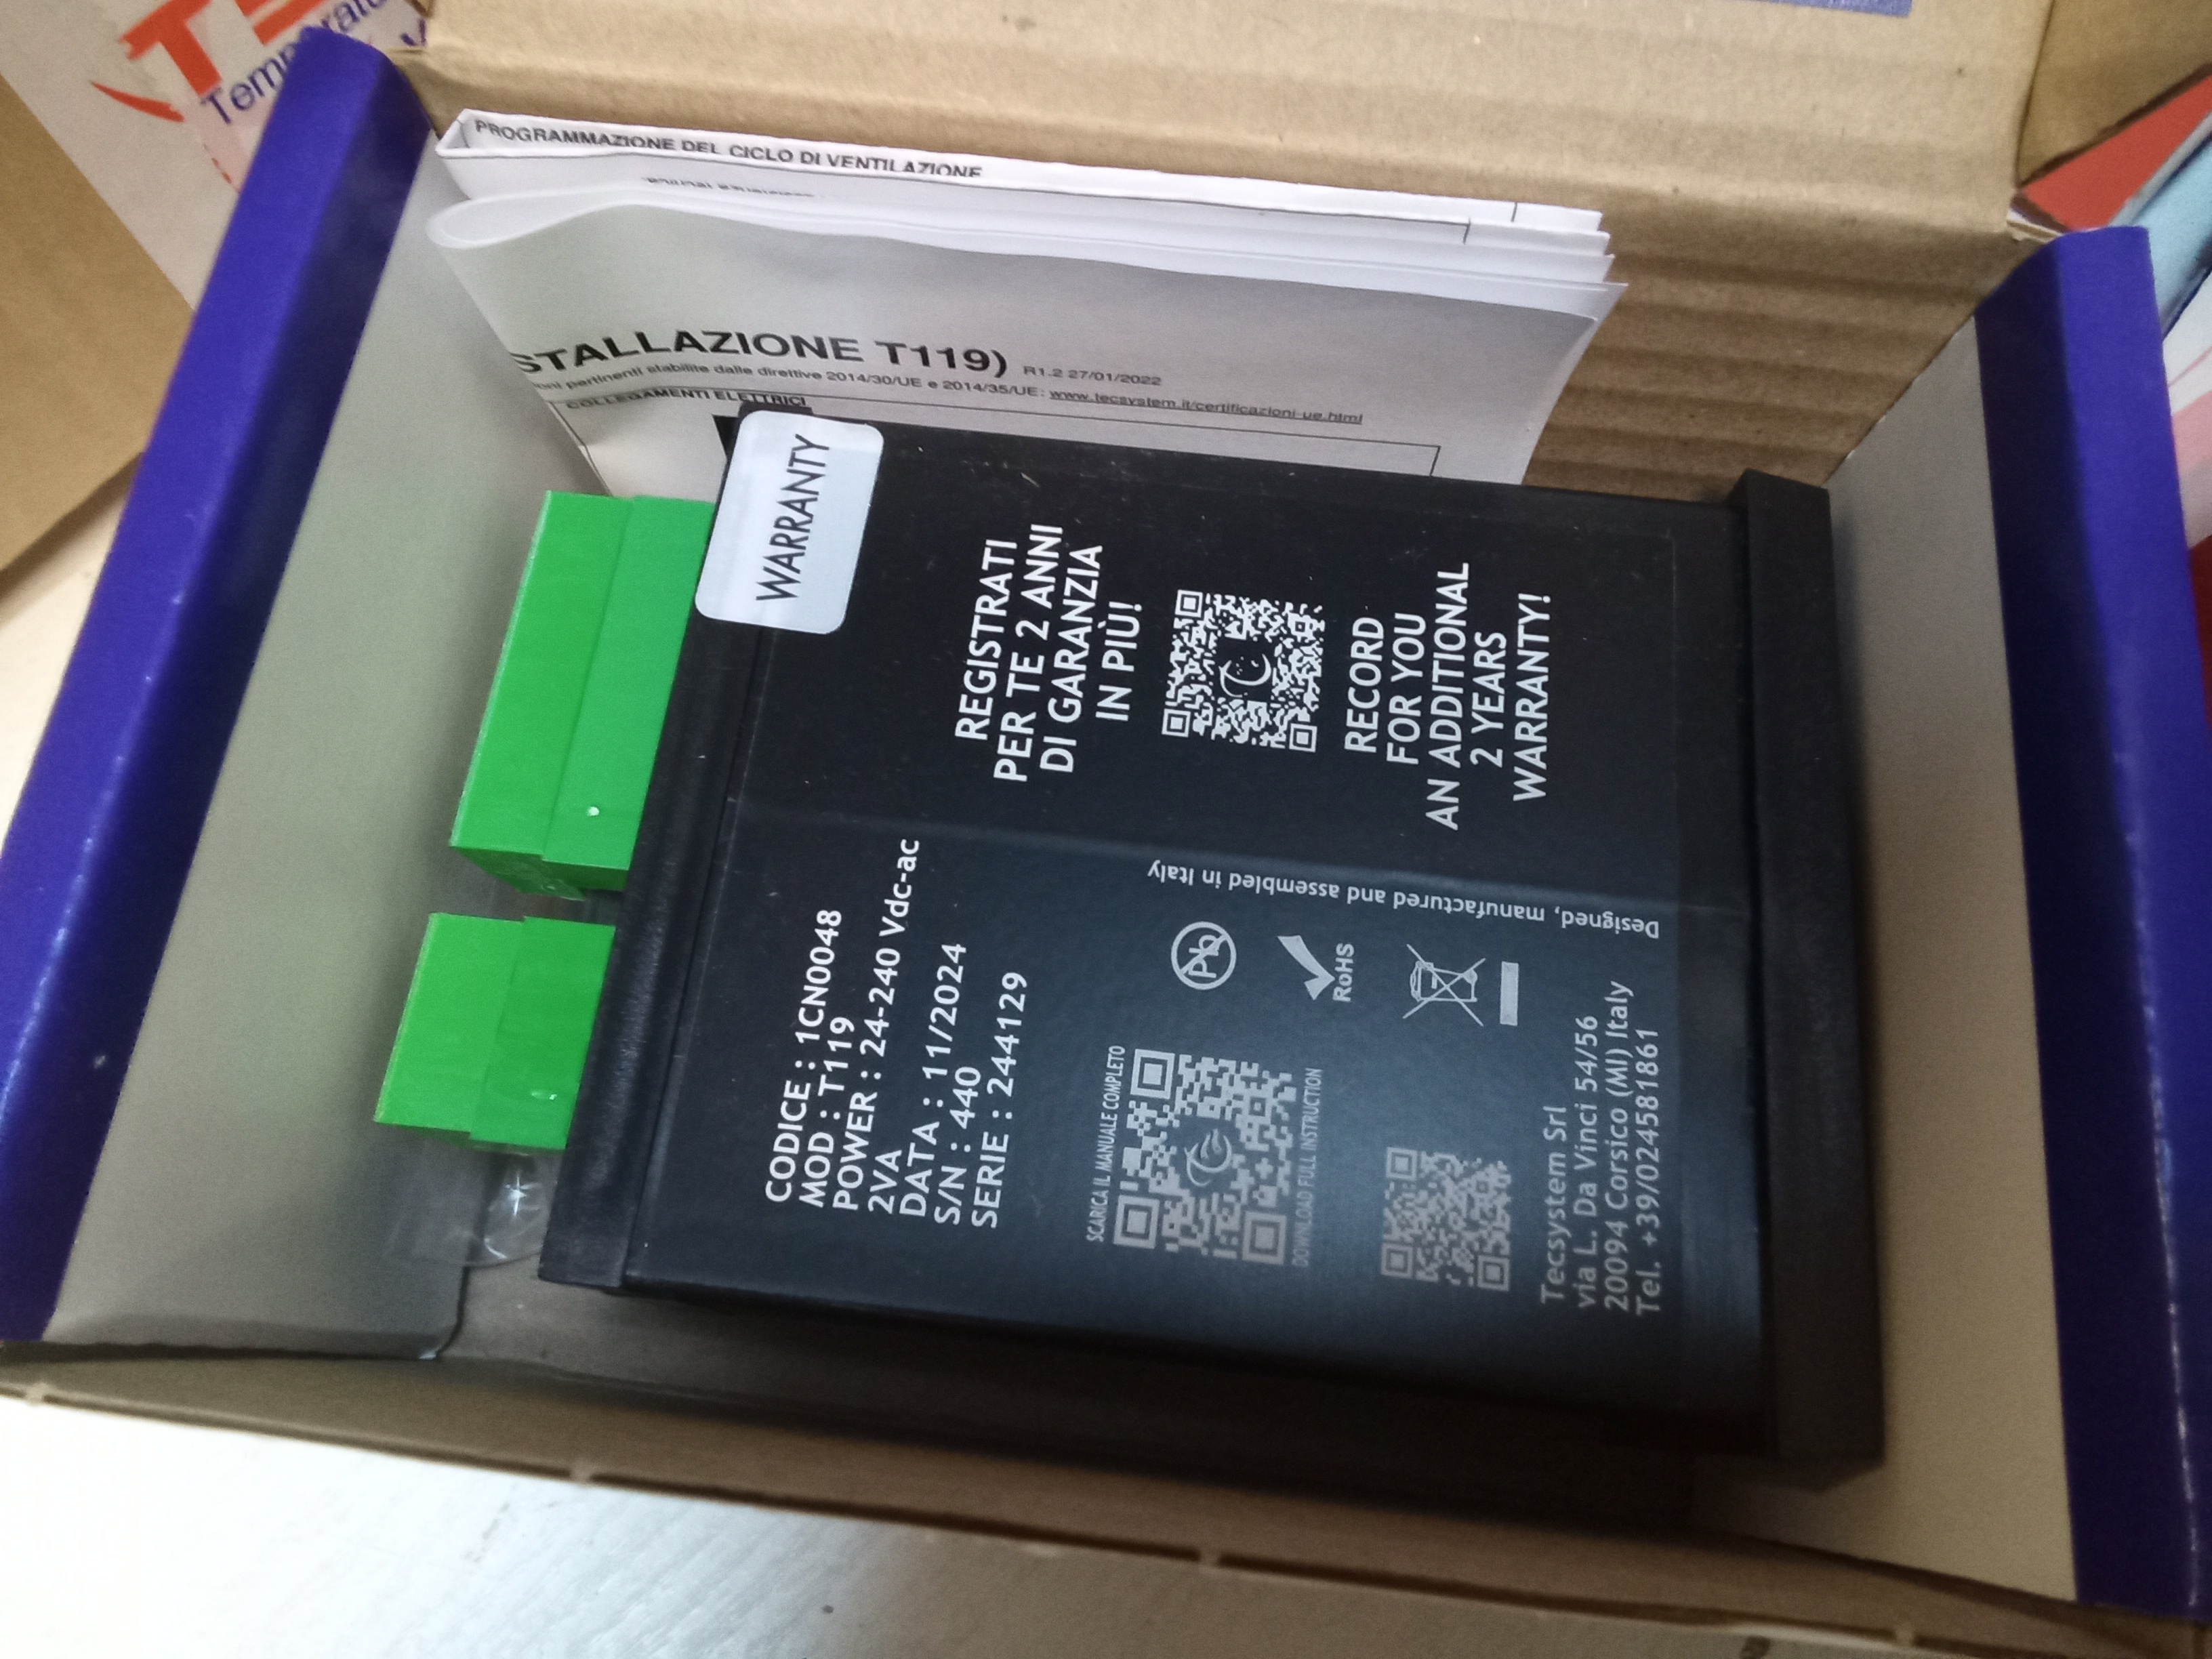 PROGRAMMAZIONE DEL CICLO DI VENTILAZIONE
STALLAZIONE T119) R1.2 27/01/2022
pertinenti stabilite dalle direttive 2014/30/UE e 2014/35/UE: www.tecsystem.it/certificazioni-ue.html
COLLEGAMENTI ELETTRICI
WARRANTY
REGISTRATI
PER TE 2 ANNI
DI GARANZIA
IN PIÙ!
RECORD
FOR YOU
AN ADDITIONAL
2 YEARS
WARRANTY!
CODICE : 1CN0048
MOD : T119
POWER : 24-240 Vdc-ac
2VA
DATA : 11/2024
S/N : 440
SERIE : 244129
SCARICA IL MANUALE COMPLETO
DOWNLOAD FULL INSTRUCTION
Pb
RoHS
Designed, manufactured and assembled in Italy
Tecsystem Srl
via L. Da Vinci 54/56
20094 Corsico (MI) Italy
Tel. +39/024581861